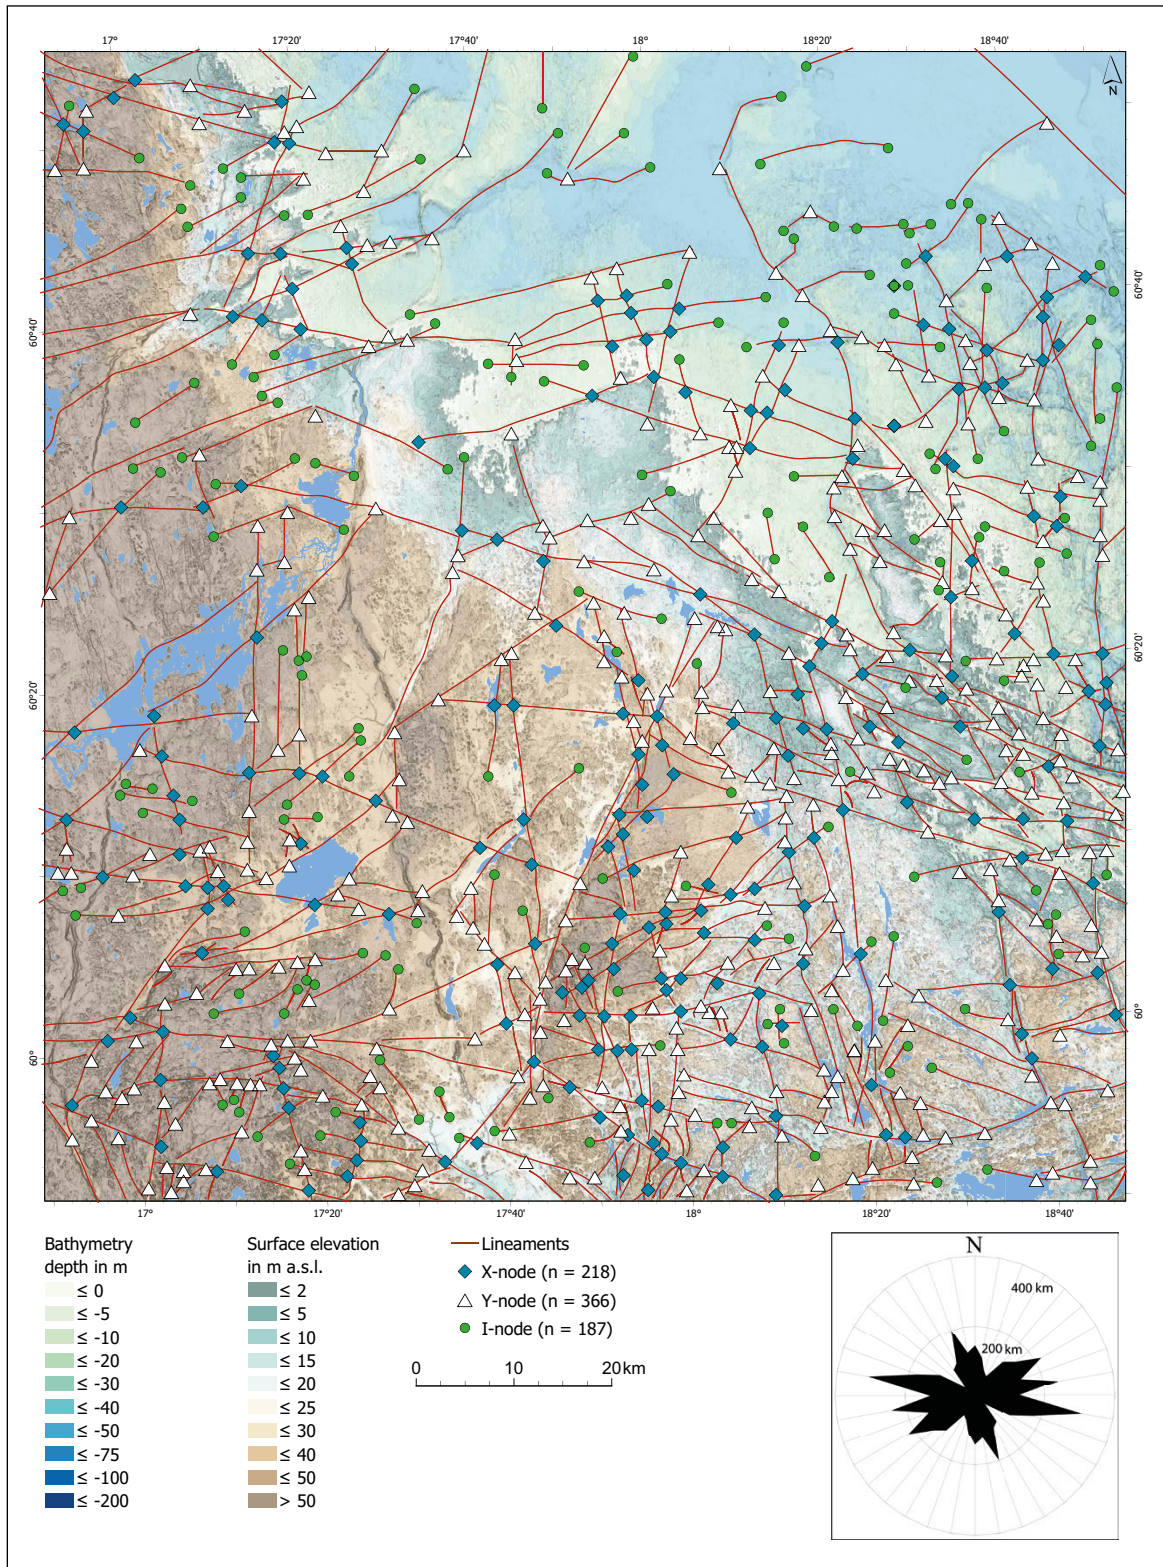 17° 17°20' 17°40' 18° 18°20' 18°40'
N
60°40'
60°40'
60°20'
60°20'
60°
60°
17° 17°20' 17°40' 18° 18°20' 18°40'
Bathymetry
depth in m
≤ 0
≤ -5
≤ -10
≤ -20
≤ -30
≤ -40
≤ -50
≤ -75
≤ -100
≤ -200
Surface elevation
in m a.s.l.
≤ 2
≤ 5
≤ 10
≤ 15
≤ 20
≤ 25
≤ 30
≤ 40
≤ 50
> 50
Lineaments
X-node (n = 218)
Y-node (n = 366)
I-node (n = 187)
0 10 20 km
N
400 km
200 km